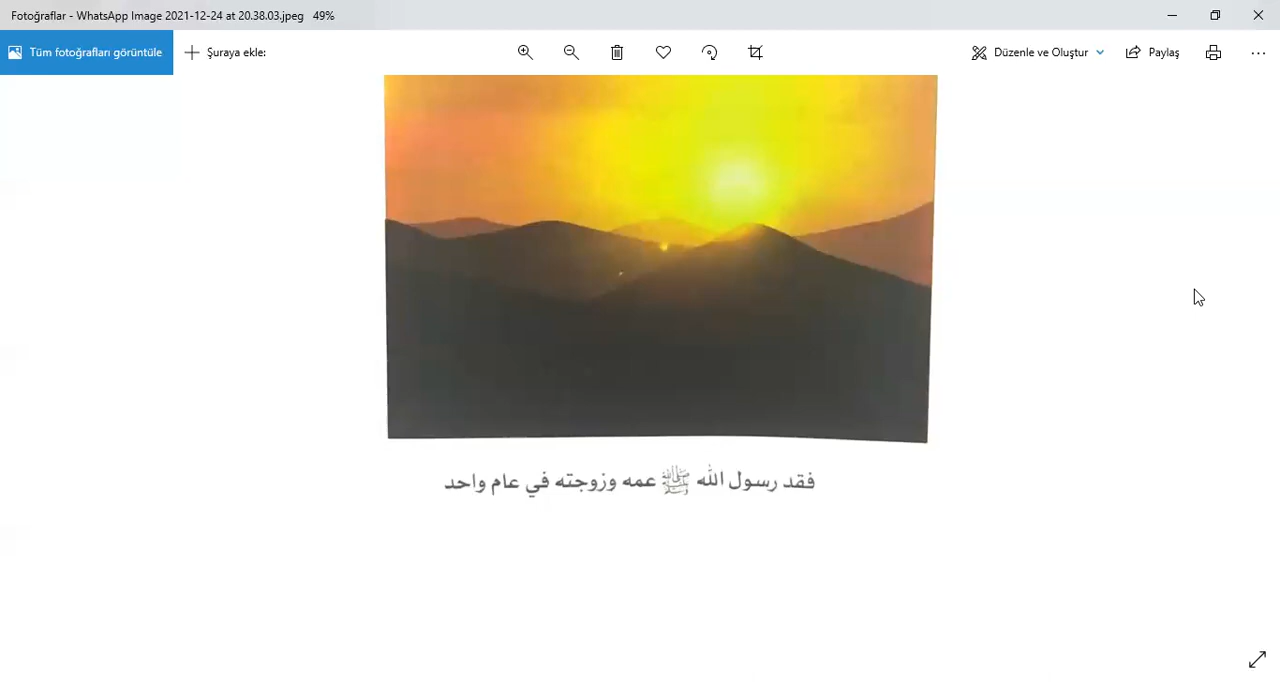 Fotoğraflar - WhatsApp Image 2021-12-24 at 20.38.03.jpeg 49%
Tüm fotoğrafları görüntüle
Şuraya ekle:
Düzenle ve Oluştur
Paylaş
فقد رسول الله ﷺ عمه وزوجته في عام واحد